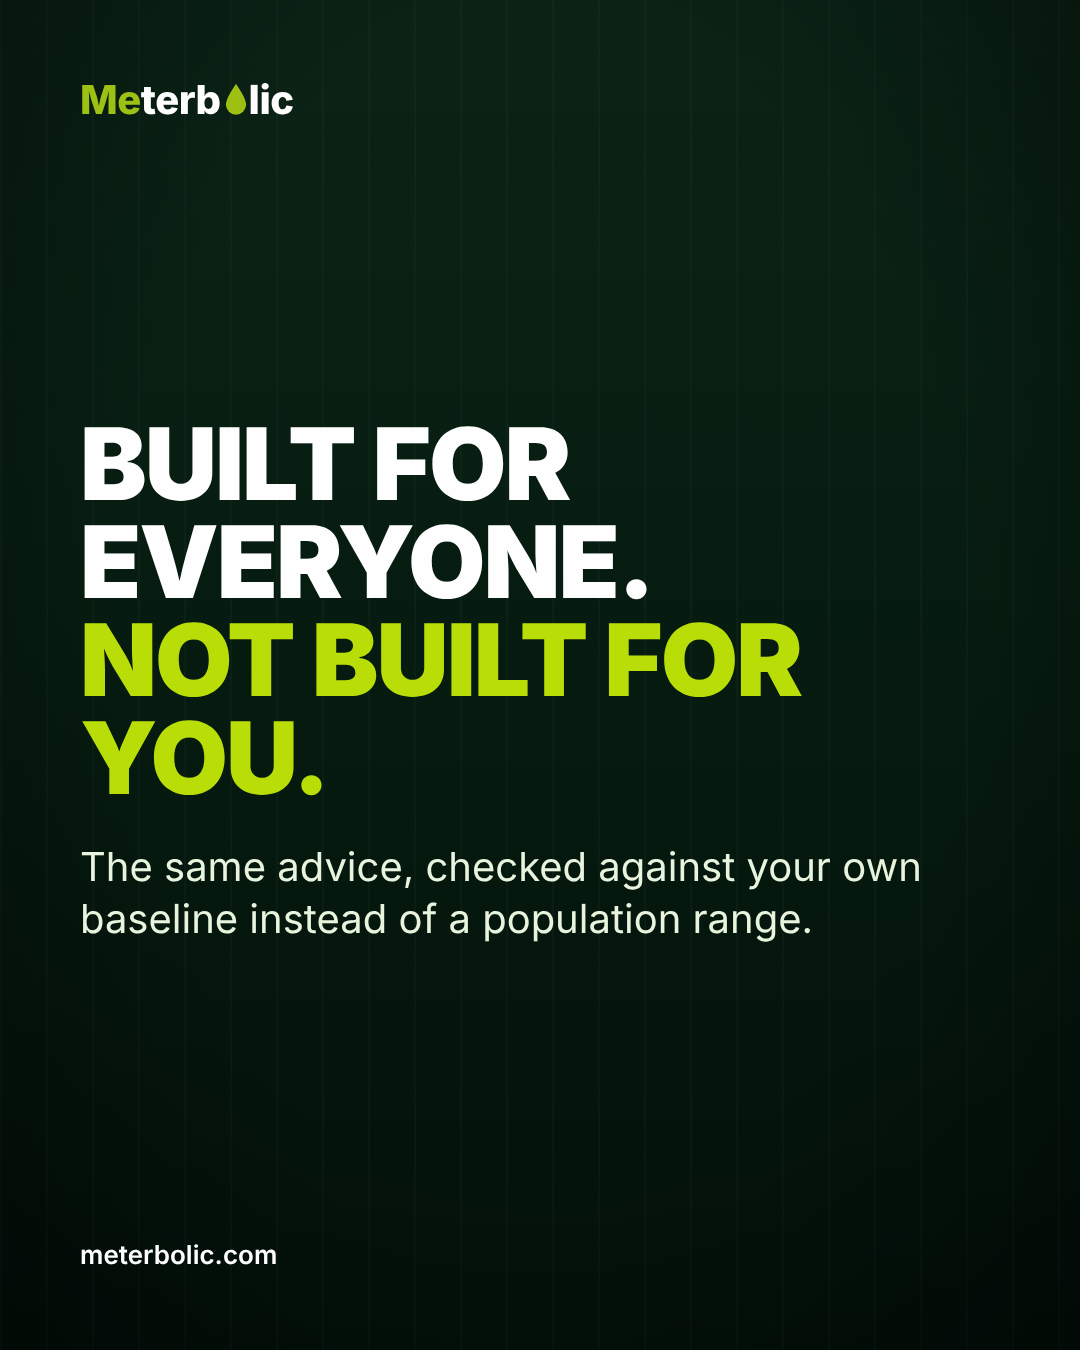 Meterbolic
BUILT FOR
EVERYONE.
NOT BUILT FOR
YOU.
The same advice, checked against your own
baseline instead of a population range.
meterbolic.com